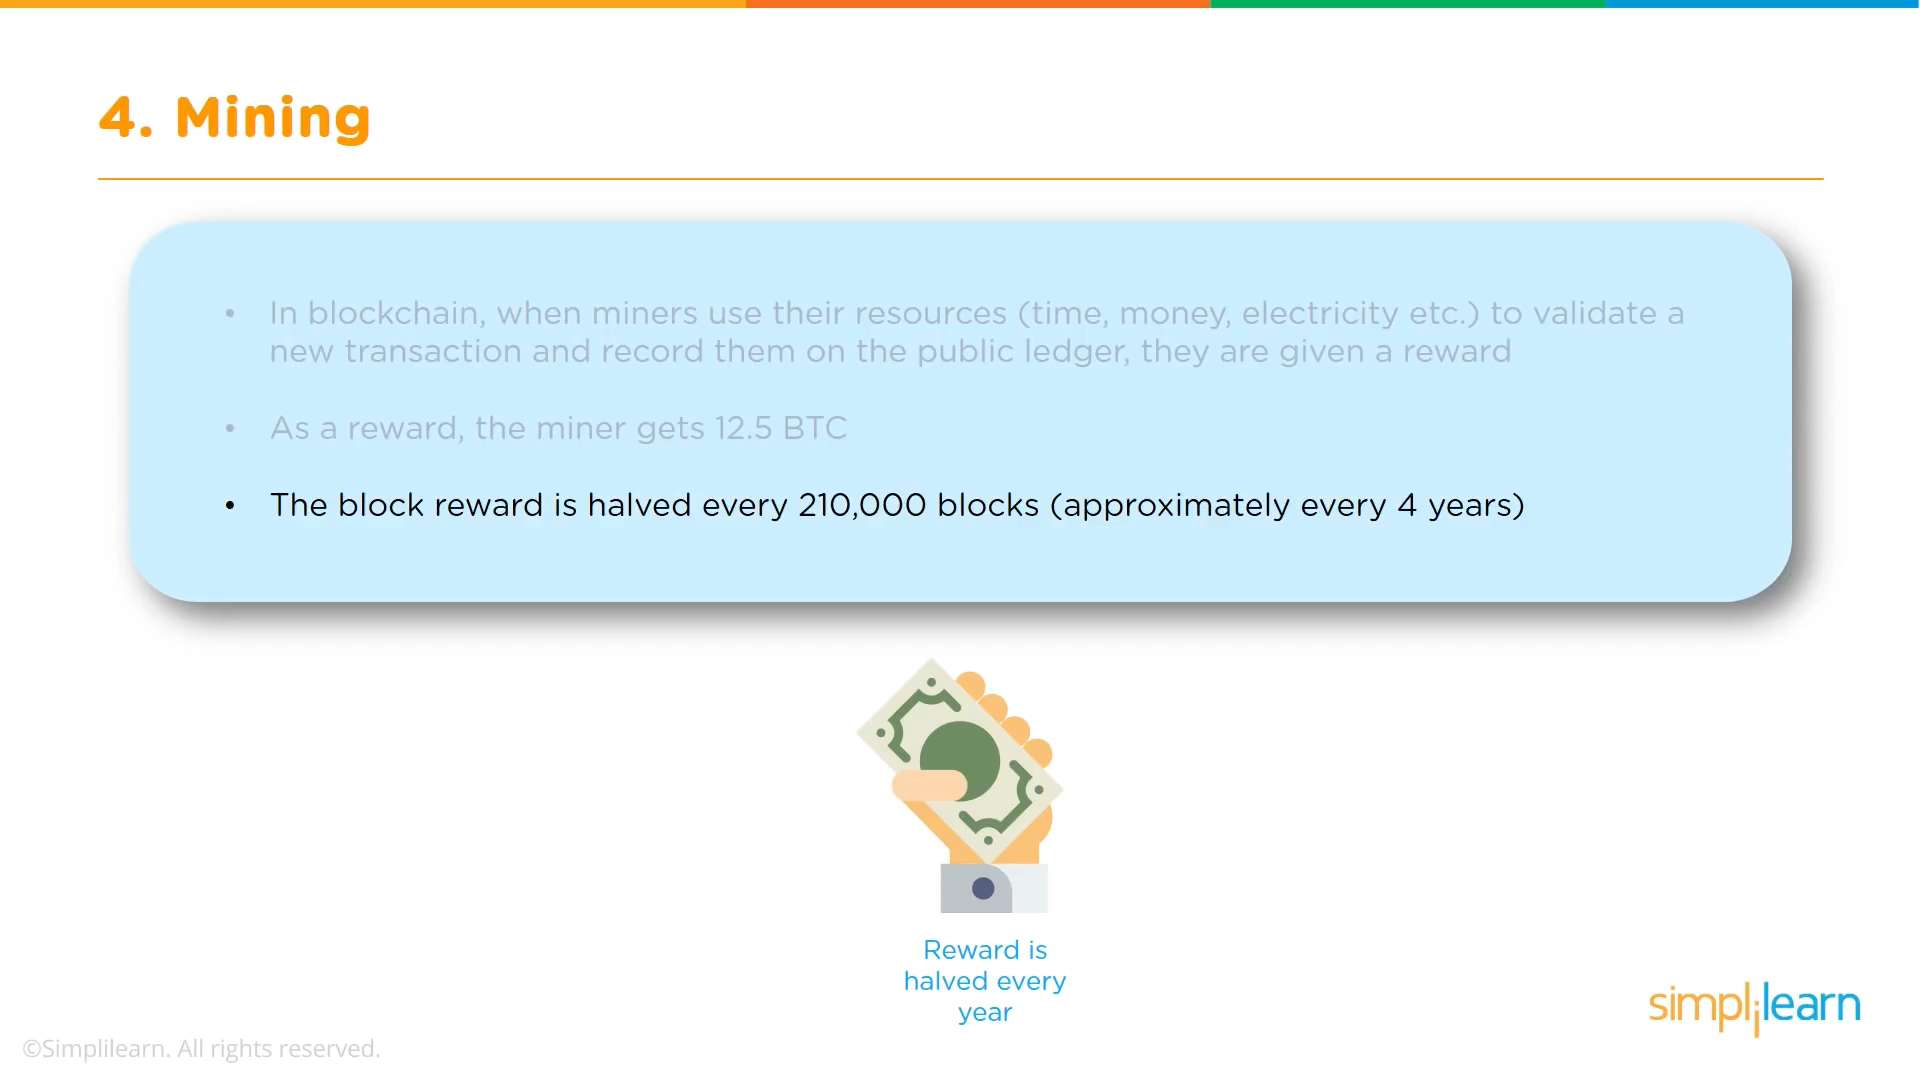 4. Mining
• In blockchain, when miners use their resources (time, money, electricity etc.) to validate a
new transaction and record them on the public ledger, they are given a reward
• As a reward, the miner gets 12.5 BTC
• The block reward is halved every 210,000 blocks (approximately every 4 years)
Reward is
halved every
year
simplilearn
©Simplilearn. All rights reserved.